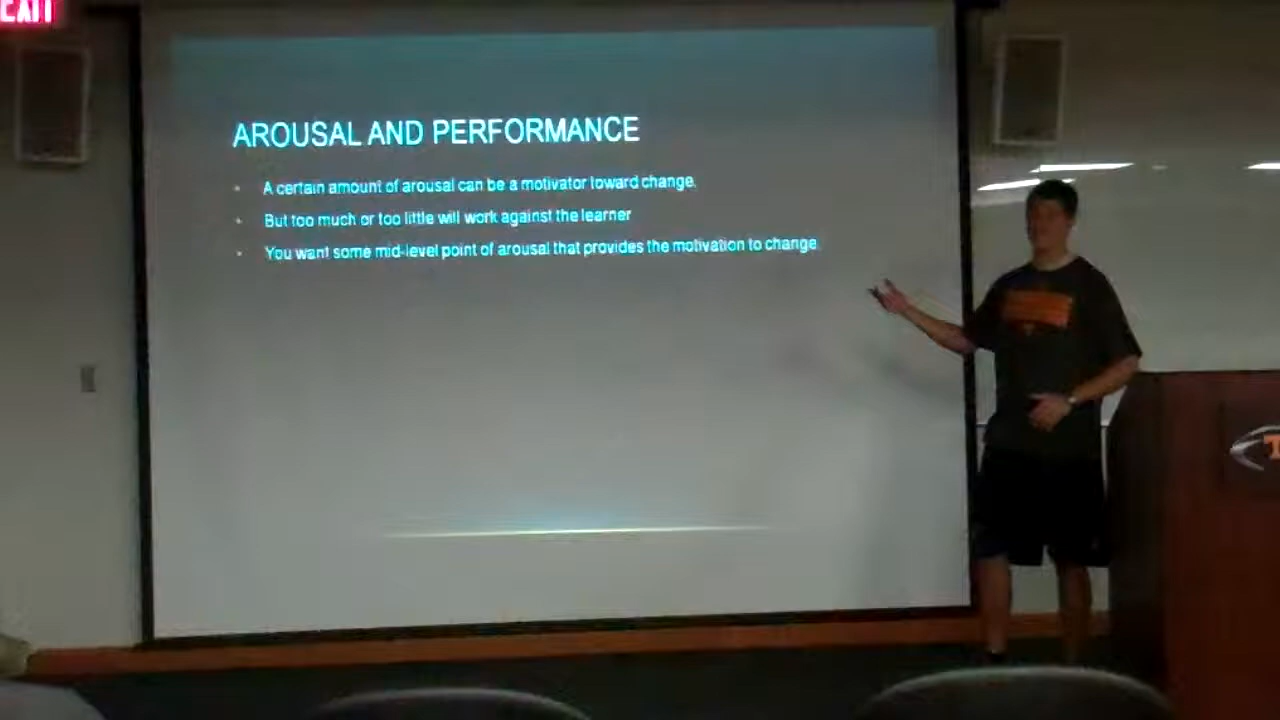 EXIT
AROUSAL AND PERFORMANCE
A certain amount of arousal can be a motivator toward change.
But too much or too little will work against the learner
You want some mid-level point of arousal that provides the motivation to change.
T